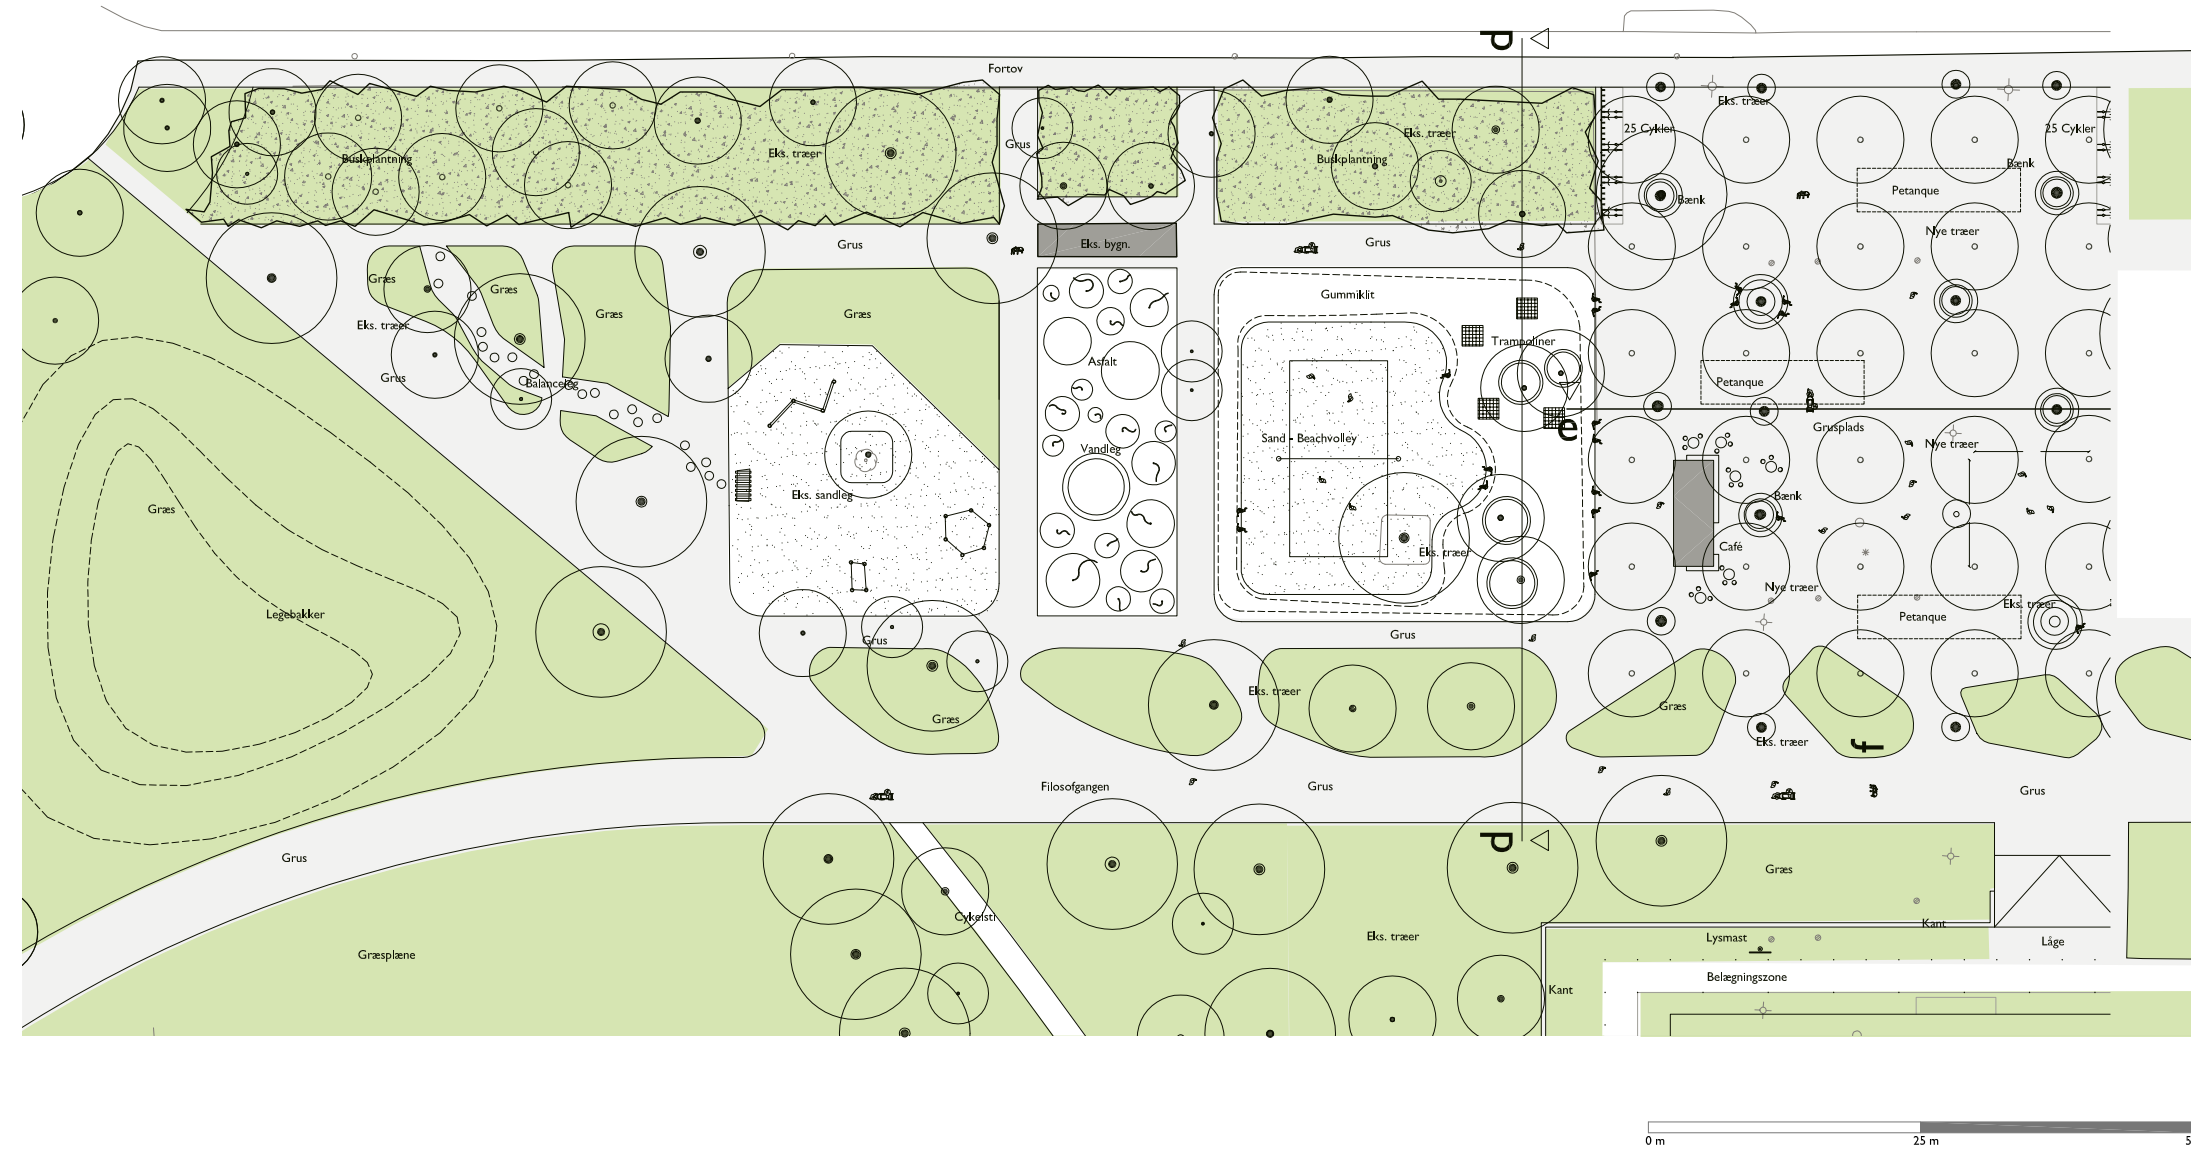 d
Fortov
Eks. træer
25 Cykler
25 Cykler
Buskplantning
Eks. træer
Grus
Buskplantning
Eks. træer
Bænk
Petanque
Bænk
Grus
Eks. bygn.
Grus
Nye træer
Græs
Græs
Græs
Græs
Gummiklit
Eks. træer
Trampoliner
Asfalt
Grus
Balanceleg
Petanque
e
Grusplads
Sand - Beachvolley
Nye træer
Vandleg
Eks. sandleg
Bænk
Græs
Café
Eks. træer
Nye træer
Legebakker
Petanque
Eks. træer
Grus
Grus
Eks. træer
Græs
Græs
Eks. træer
f
Filosofgangen
Grus
Grus
d
Grus
Græs
Cykelsti
Kant
Eks. træer
Lysmast
Låge
Græsplæne
Belægningszone
Kant
0 m
25 m
5